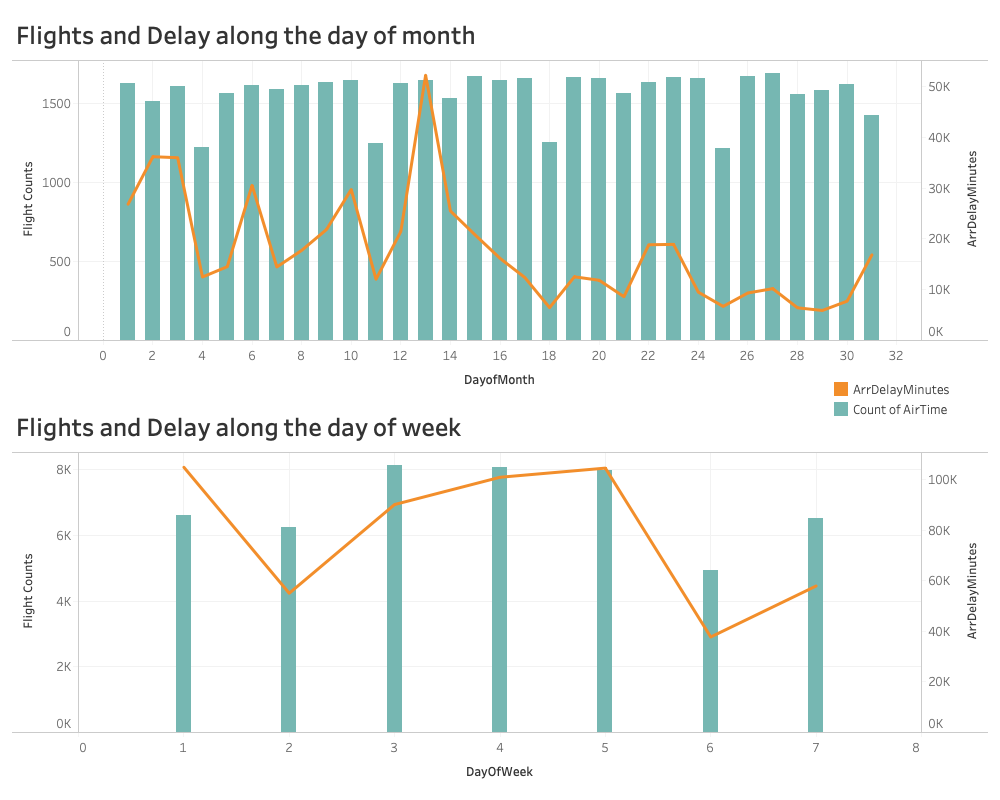 Flights and Delay along the day of month
1500
1000
500
0
Flight Counts
50K
40K
30K
20K
10K
0K
ArrDelayMinutes
0 2 4 6 8 10 12 14 16 18 20 22 24 26 28 30 32
DayofMonth
ArrDelayMinutes
Count of AirTime
Flights and Delay along the day of week
8K
6K
4K
2K
0K
Flight Counts
100K
80K
60K
40K
20K
0K
ArrDelayMinutes
0 1 2 3 4 5 6 7 8
DayOfWeek